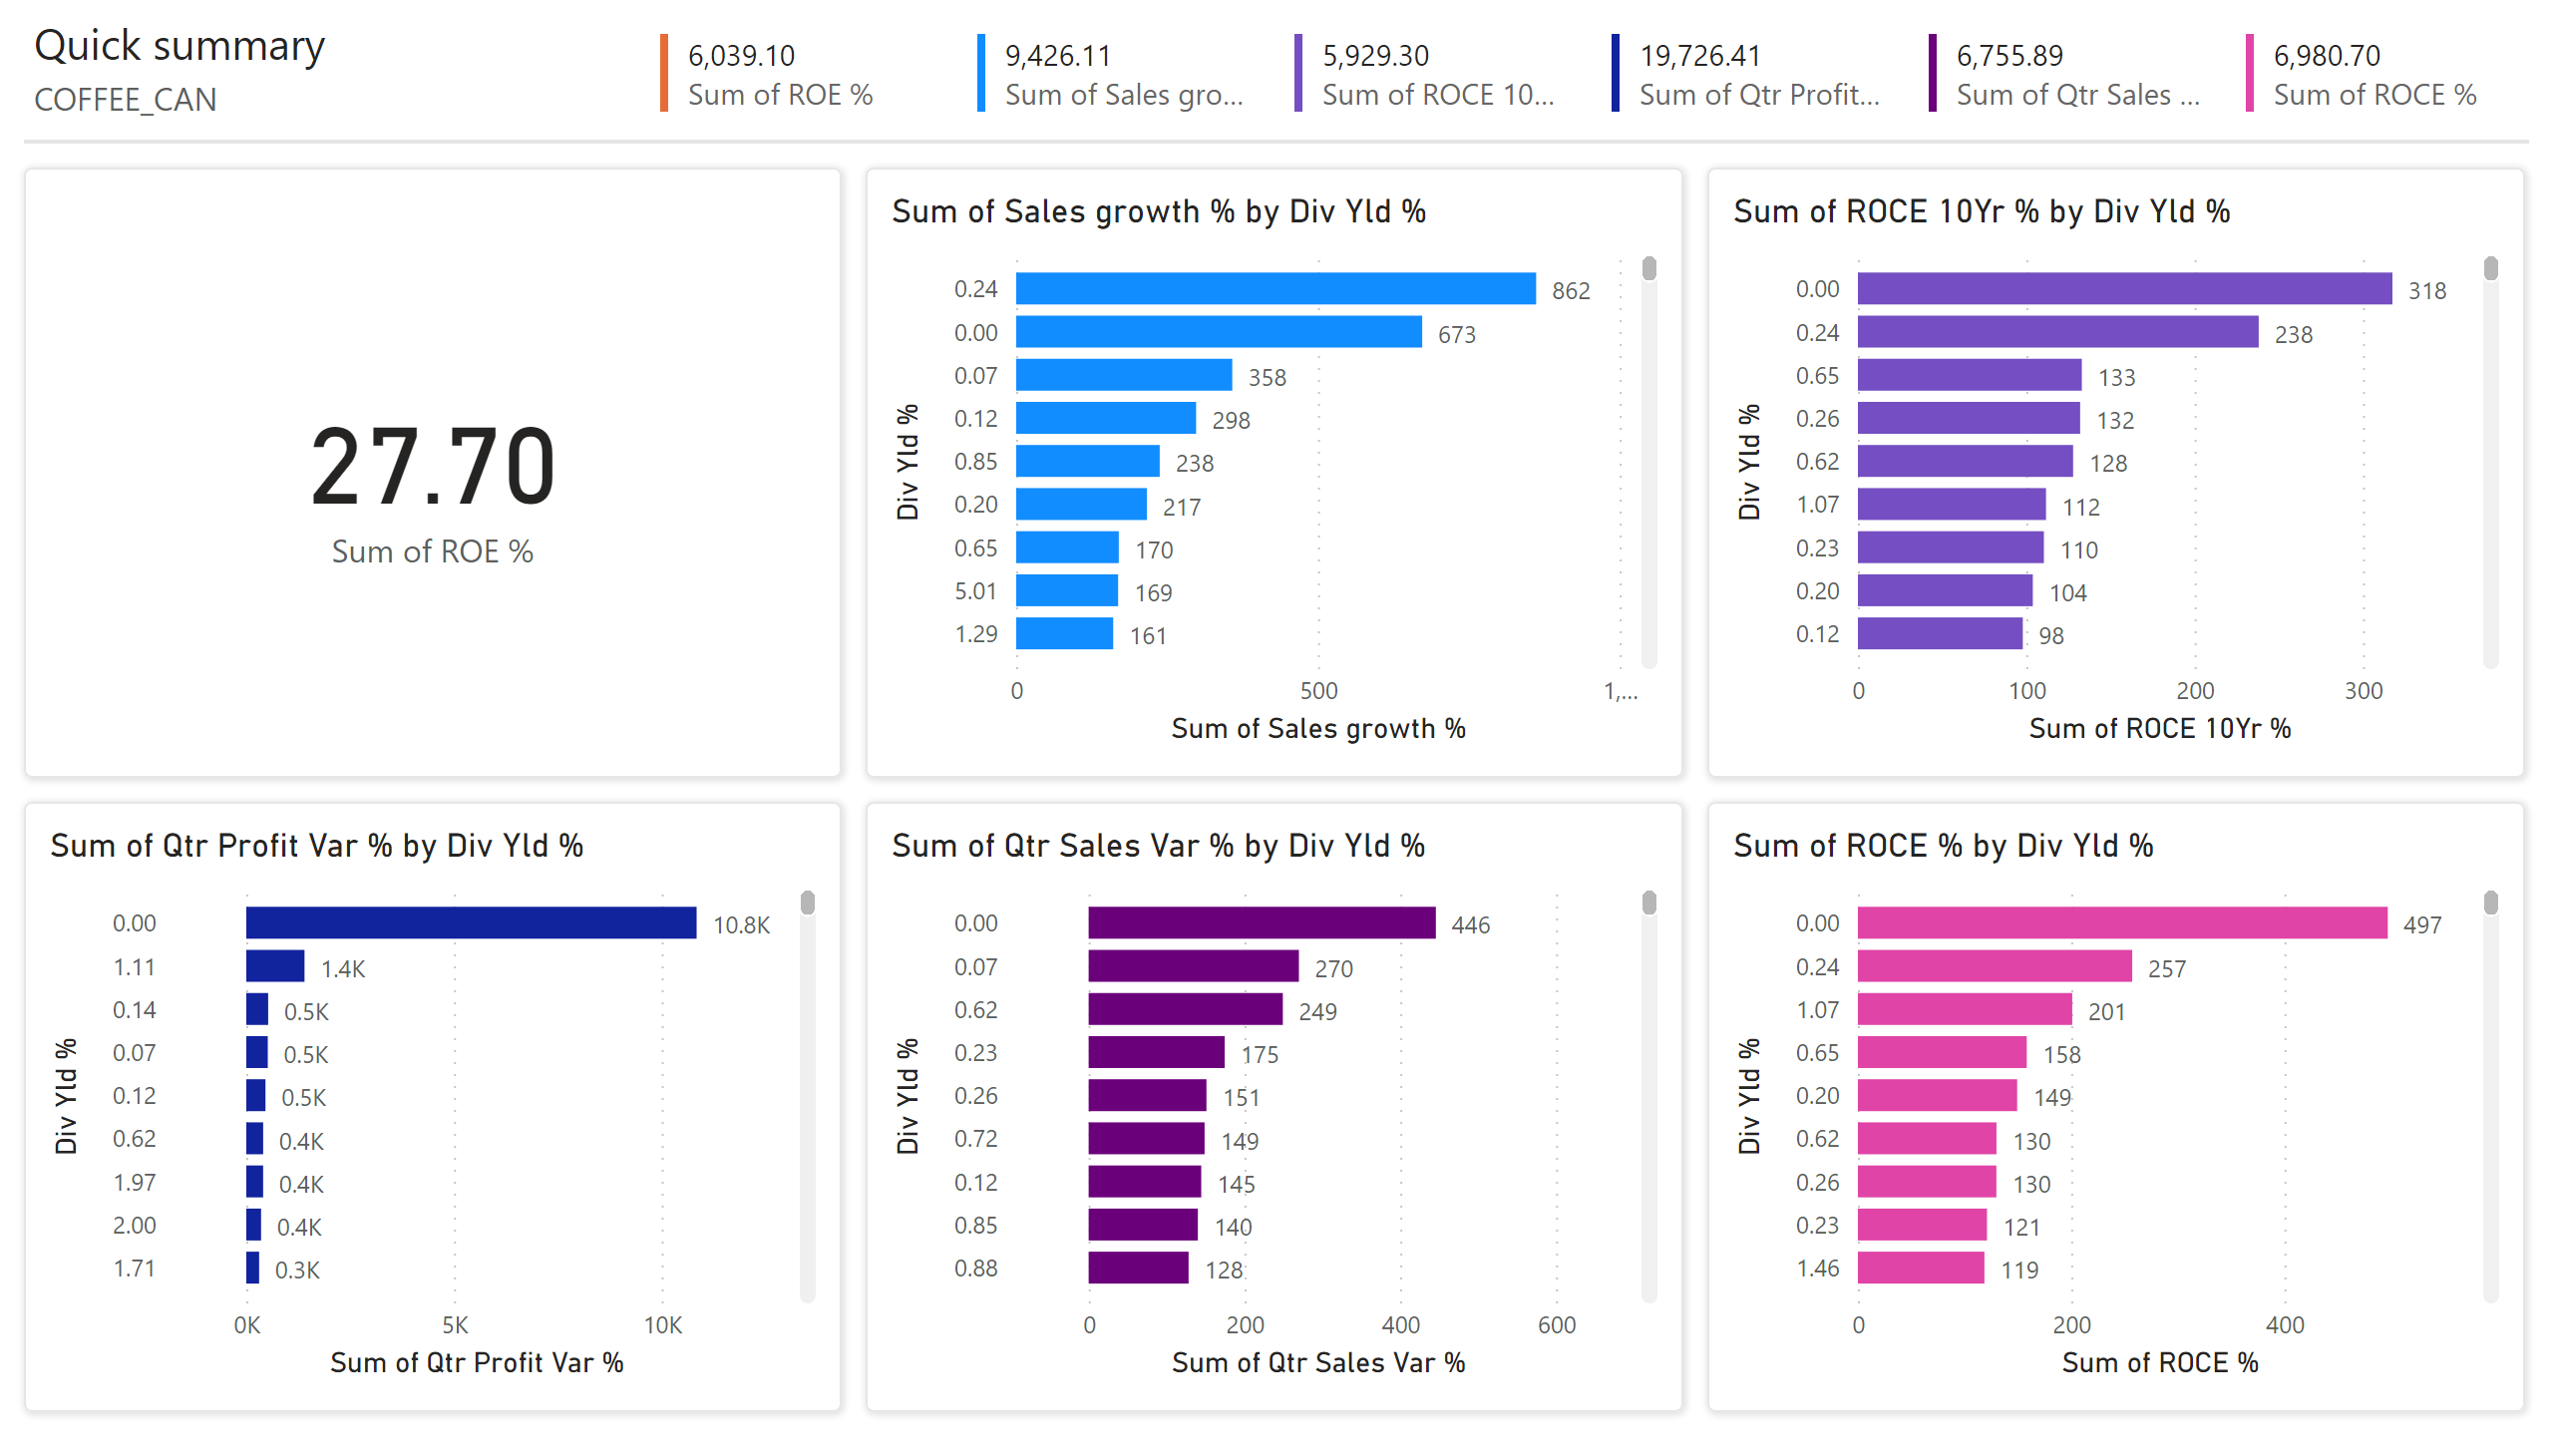 Quick summary
COFFEE_CAN
6,039.10
Sum of ROE %
9,426.11
Sum of Sales gro...
5,929.30
Sum of ROCE 10...
19,726.41
Sum of Qtr Profit...
6,755.89
Sum of Qtr Sales ...
6,980.70
Sum of ROCE %
27.70
Sum of ROE %
Sum of Sales growth % by Div Yld %
Div Yld %
0.24 862
0.00 673
0.07 358
0.12 298
0.85 238
0.20 217
0.65 170
5.01 169
1.29 161
0 500 1,...
Sum of Sales growth %
Sum of ROCE 10Yr % by Div Yld %
Div Yld %
0.00 318
0.24 238
0.65 133
0.26 132
0.62 128
1.07 112
0.23 110
0.20 104
0.12 98
0 100 200 300
Sum of ROCE 10Yr %
Sum of Qtr Profit Var % by Div Yld %
Div Yld %
0.00 10.8K
1.11 1.4K
0.14 0.5K
0.07 0.5K
0.12 0.5K
0.62 0.4K
1.97 0.4K
2.00 0.4K
1.71 0.3K
0K 5K 10K
Sum of Qtr Profit Var %
Sum of Qtr Sales Var % by Div Yld %
Div Yld %
0.00 446
0.07 270
0.62 249
0.23 175
0.26 151
0.72 149
0.12 145
0.85 140
0.88 128
0 200 400 600
Sum of Qtr Sales Var %
Sum of ROCE % by Div Yld %
Div Yld %
0.00 497
0.24 257
1.07 201
0.65 158
0.20 149
0.62 130
0.26 130
0.23 121
1.46 119
0 200 400
Sum of ROCE %